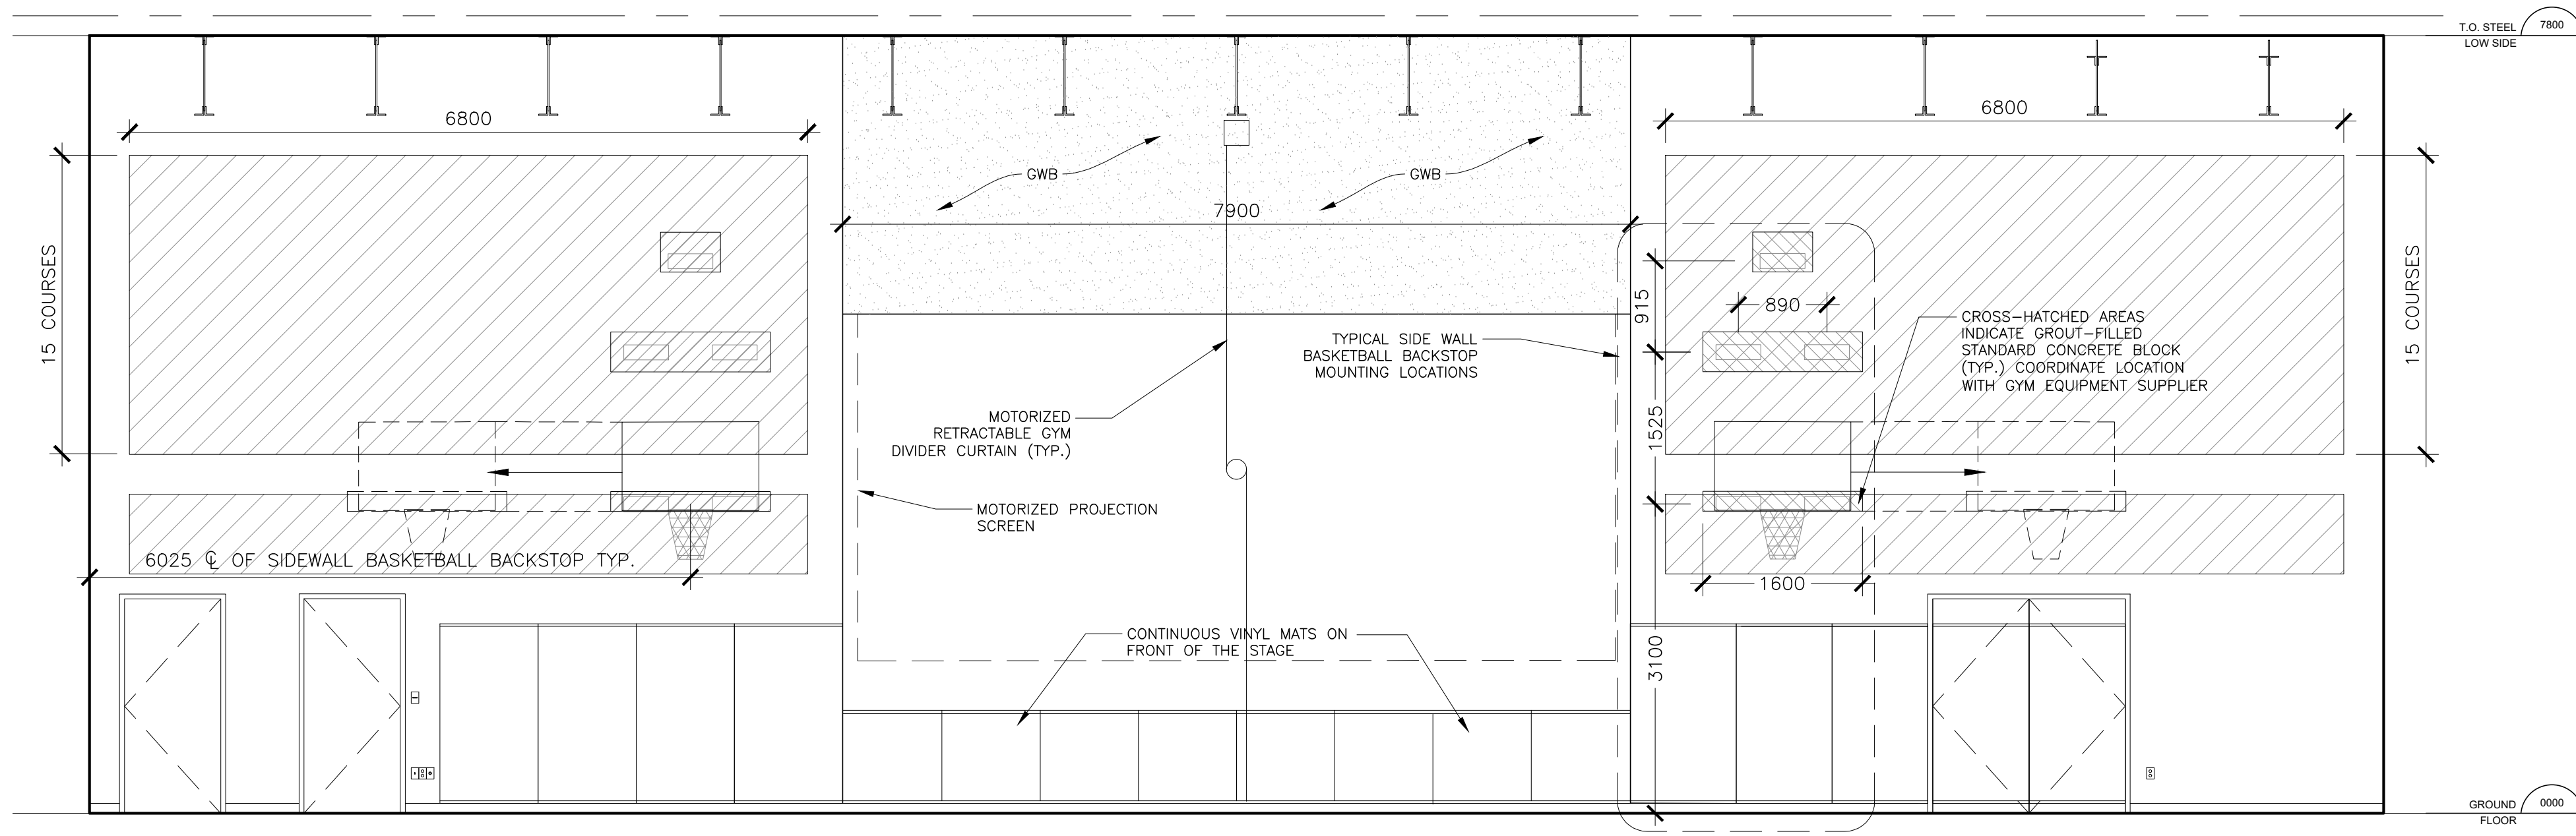 T.O. STEEL
LOW SIDE
7800
6800
6800
GWB
GWB
7900
15 COURSES
15 COURSES
915
890
1525
3100
1600
TYPICAL SIDE WALL
BASKETBALL BACKSTOP
MOUNTING LOCATIONS
CROSS-HATCHED AREAS
INDICATE GROUT-FILLED
STANDARD CONCRETE BLOCK
(TYP.) COORDINATE LOCATION
WITH GYM EQUIPMENT SUPPLIER
MOTORIZED
RETRACTABLE GYM
DIVIDER CURTAIN (TYP.)
MOTORIZED PROJECTION
SCREEN
6025 ℄ OF SIDEWALL BASKETBALL BACKSTOP TYP.
CONTINUOUS VINYL MATS ON
FRONT OF THE STAGE
GROUND
FLOOR
0000